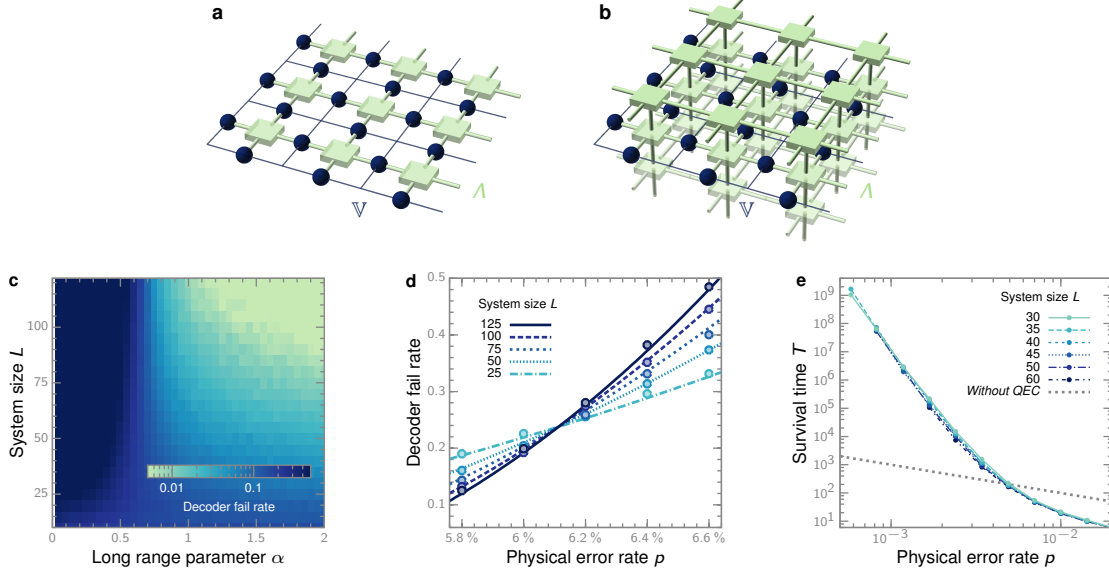 a
b
𝕍
Λ
𝕍
Λ
c
System size L
100
75
50
25
0.01
0.1
Decoder fail rate
0
0.5
1
1.5
2
Long range parameter α
d
Decoder fail rate
0.5
0.4
0.3
0.2
0.1
System size L
125
100
75
50
25
5.8 %
6 %
6.2 %
6.4 %
6.6 %
Physical error rate p
e
Survival time T
10⁹
10⁸
10⁷
10⁶
10⁵
10⁴
10³
10²
10¹
System size L
30
35
40
45
50
60
Without QEC
10⁻³
10⁻²
Physical error rate p